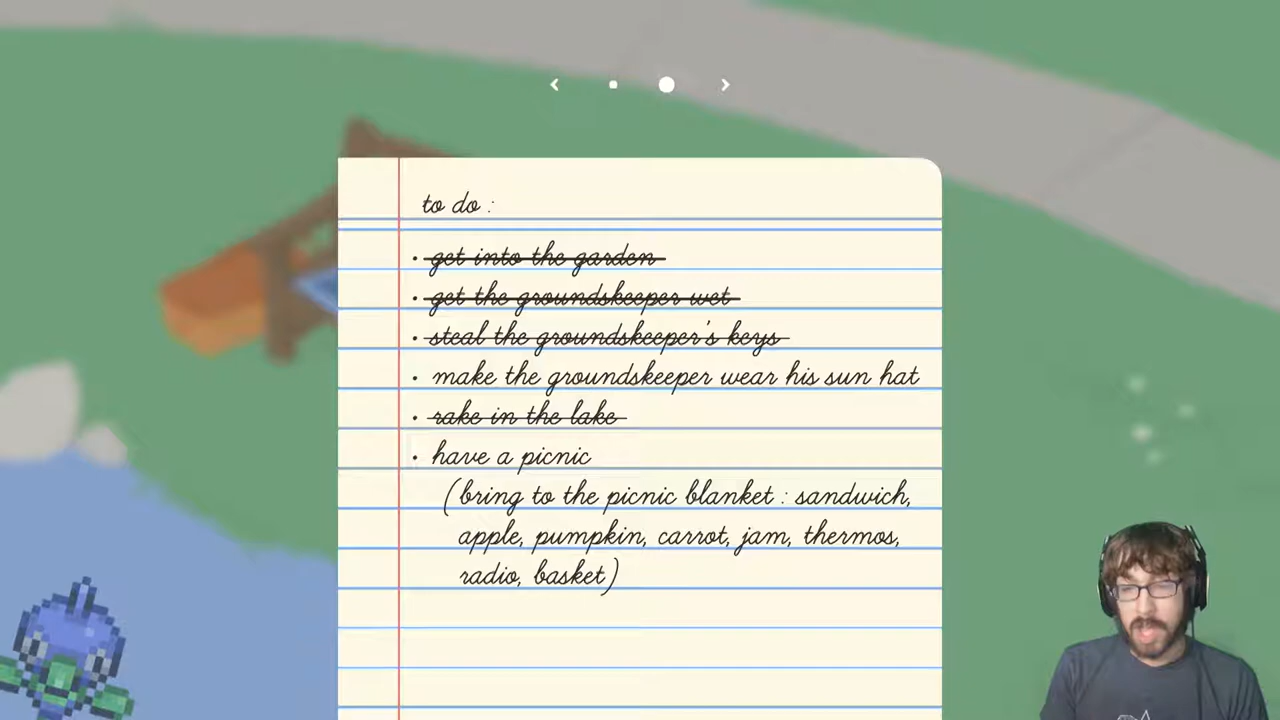 to do :
• get into the garden
• get the groundskeeper wet
• steal the groundskeeper's keys
• make the groundskeeper wear his sun hat
• rake in the lake
• have a picnic
(bring to the picnic blanket : sandwich,
apple, pumpkin, carrot, jam, thermos,
radio, basket)